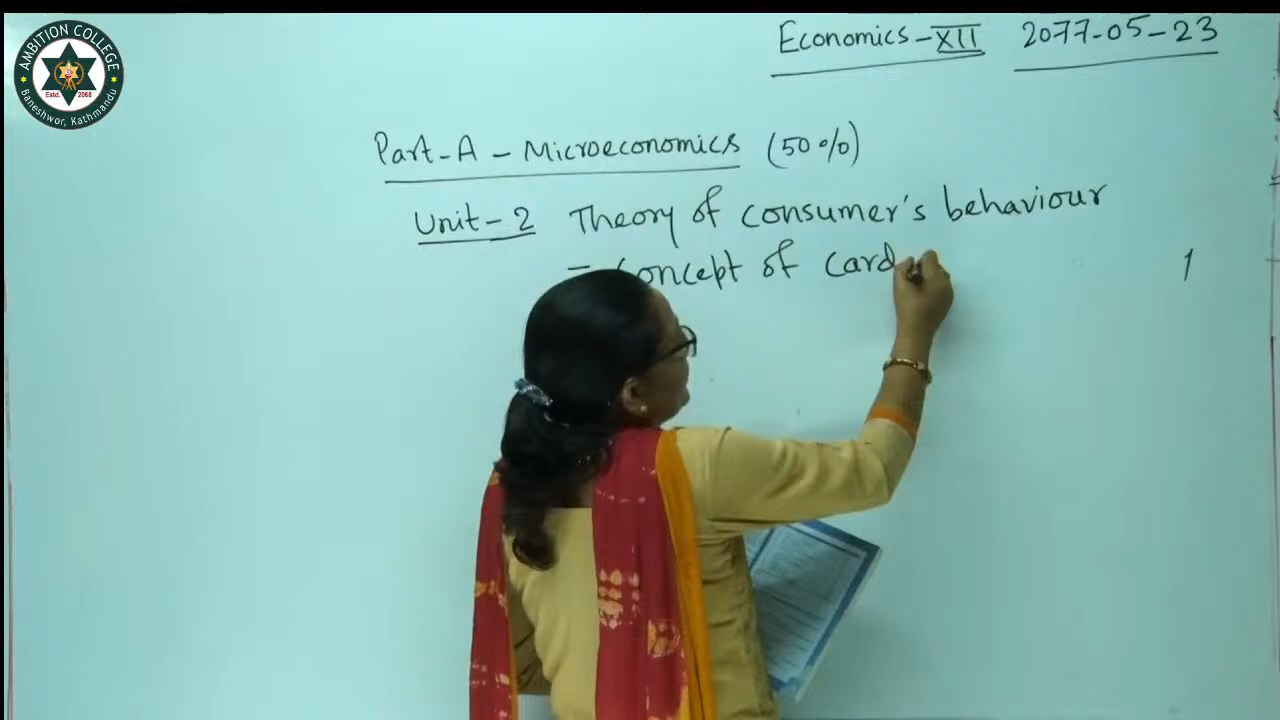 AMBITION COLLEGE
Estd. 2068
Baneshwor, Kathmandu
Economics-XII 2077-05-23
Part-A - Microeconomics (50%)
Unit-2 Theory of consumer's behaviour
- concept of card 1